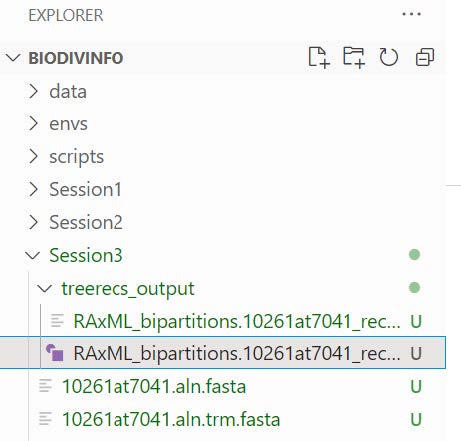 EXPLORER ...
BIODIVINF0
data
envs
scripts
Session1
Session2
Session3
treerecs_output
RAxML_bipartitions.10261at7041_rec... U
RAxML_bipartitions.10261at7041_rec... U
10261at7041.aln.fasta U
10261at7041.aln.trm.fasta U